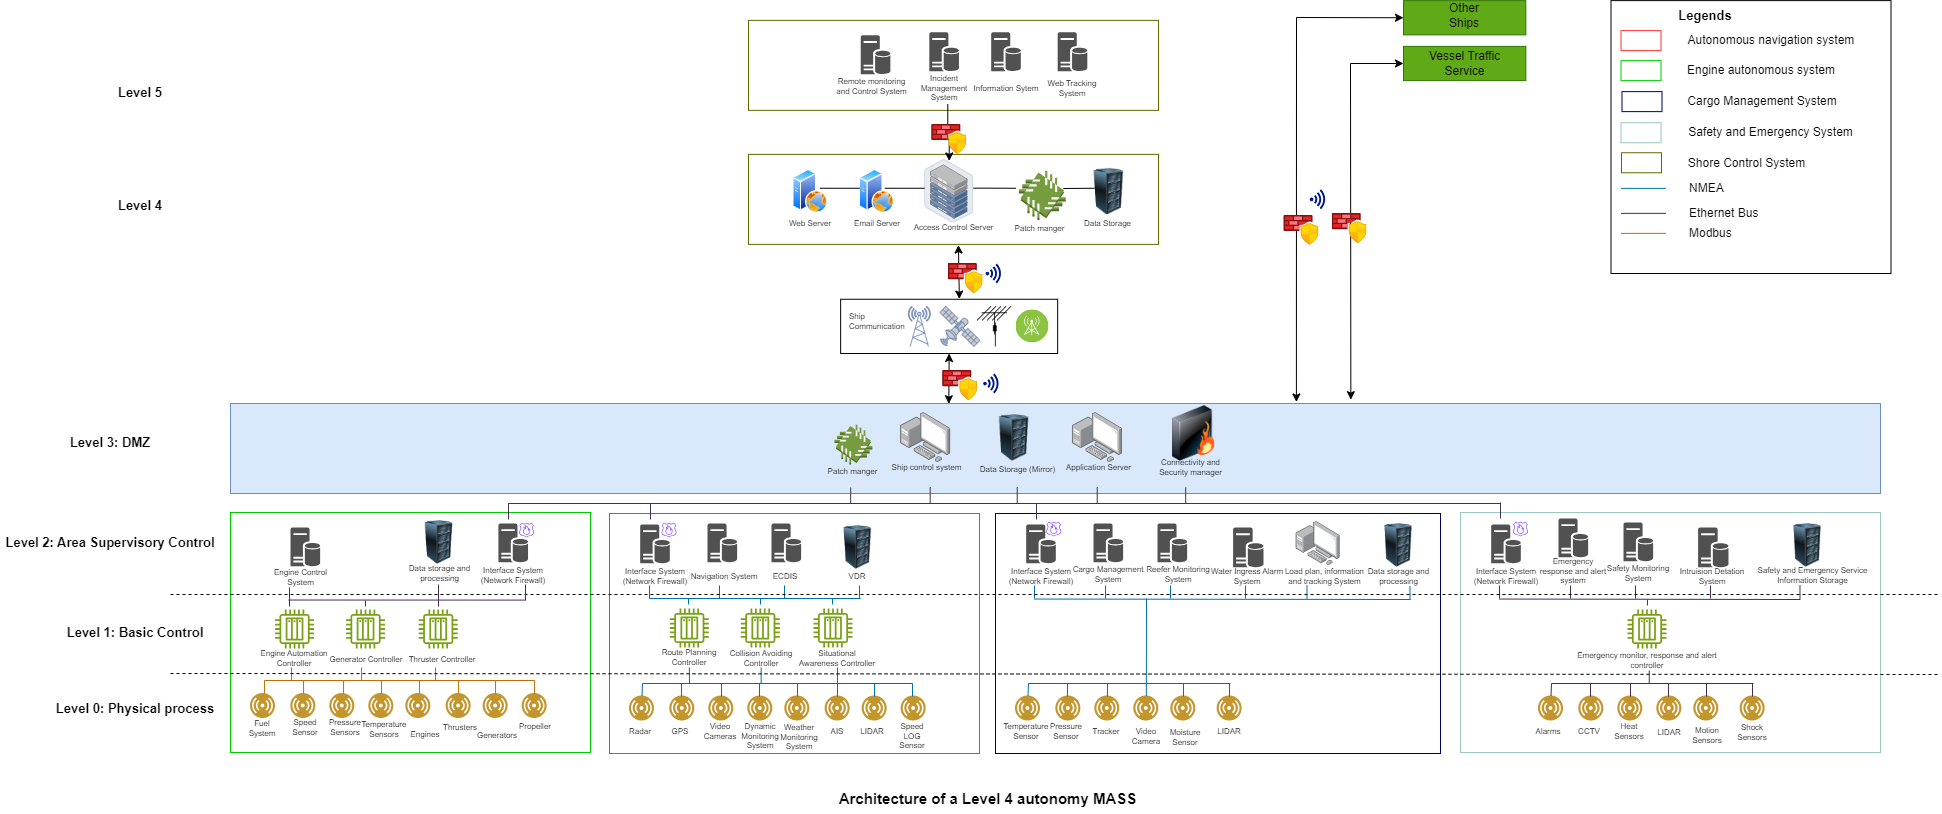 Other
Ships
Vessel Traffic
Service
Legends
Autonomous navigation system
Engine autonomous system
Cargo Management System
Safety and Emergency System
Shore Control System
NMEA
Ethernet Bus
Modbus
Level 5
Remote monitoring
and Control System
Incident
Management
System
Information Sytem
Web Tracking
System
Level 4
Web Server
Email Server
Access Control Server
Patch manger
Data Storage
Ship
Communication
Level 3: DMZ
Patch manger
Ship control system
Data Storage (Mirror)
Application Server
Connectivity and
Security manager
Level 2: Area Supervisory Control
Engine Control
System
Data storage and
processing
Interface System
(Network Firewall)
Interface System
(Network Firewall)
Navigation System
ECDIS
VDR
Interface System
(Network Firewall)
Cargo Management
System
Reefer Monitoring
System
Water Ingress Alarm
System
Load plan, information
and tracking System
Data storage and
processing
Interface System
(Network Firewall)
Emergency
response and alert
system
Safety Monitoring
System
Intruision Detation
System
Safety and Emergency Service
Information Storage
Level 1: Basic Control
Engine Automation
Controller
Generator Controller
Thruster Controller
Route Planning
Controller
Collision Avoiding
Controller
Situational
Awareness Controller
Emergency monitor, response and alert
controller
Level 0: Physical process
Fuel
System
Speed
Sensor
Pressure
Sensors
Temperature
Sensors
Engines
Thrusters
Generators
Propeller
Radar
GPS
Video
Cameras
Dynamic
Monitoring
System
Weather
Monitoring
System
AIS
LIDAR
Speed
LOG
Sensor
Temperature
Sensor
Pressure
Sensor
Tracker
Video
Camera
Moisture
Sensor
LIDAR
Alarms
CCTV
Heat
Sensors
LIDAR
Motion
Sensors
Shock
Sensors
Architecture of a Level 4 autonomy MASS